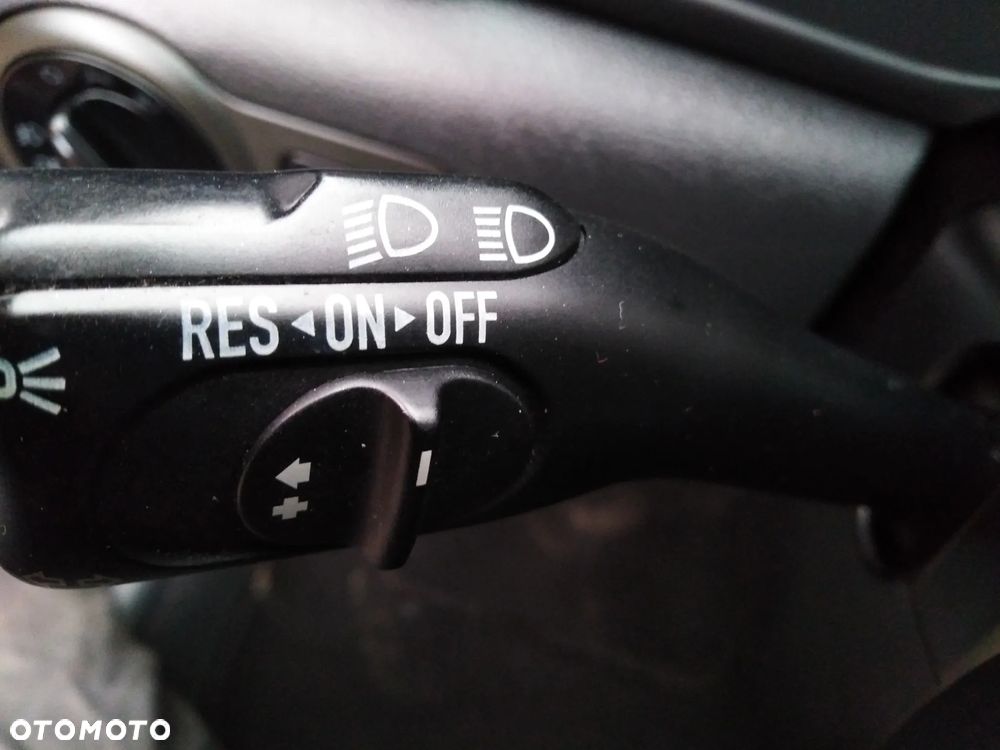 RES ◂ON▸ OFF
+ −
OTOMOTO